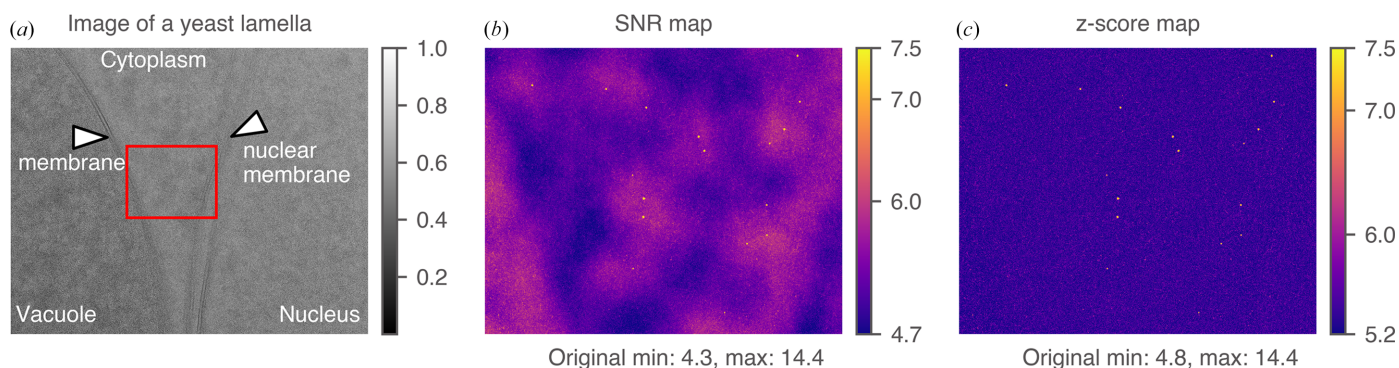 (a) Image of a yeast lamella
Cytoplasm
membrane
nuclear
membrane
Vacuole
Nucleus
1.0
0.8
0.6
0.4
0.2
(b) SNR map
7.5
7.0
6.0
4.7
Original min: 4.3, max: 14.4
(c) z-score map
7.5
7.0
6.0
5.2
Original min: 4.8, max: 14.4